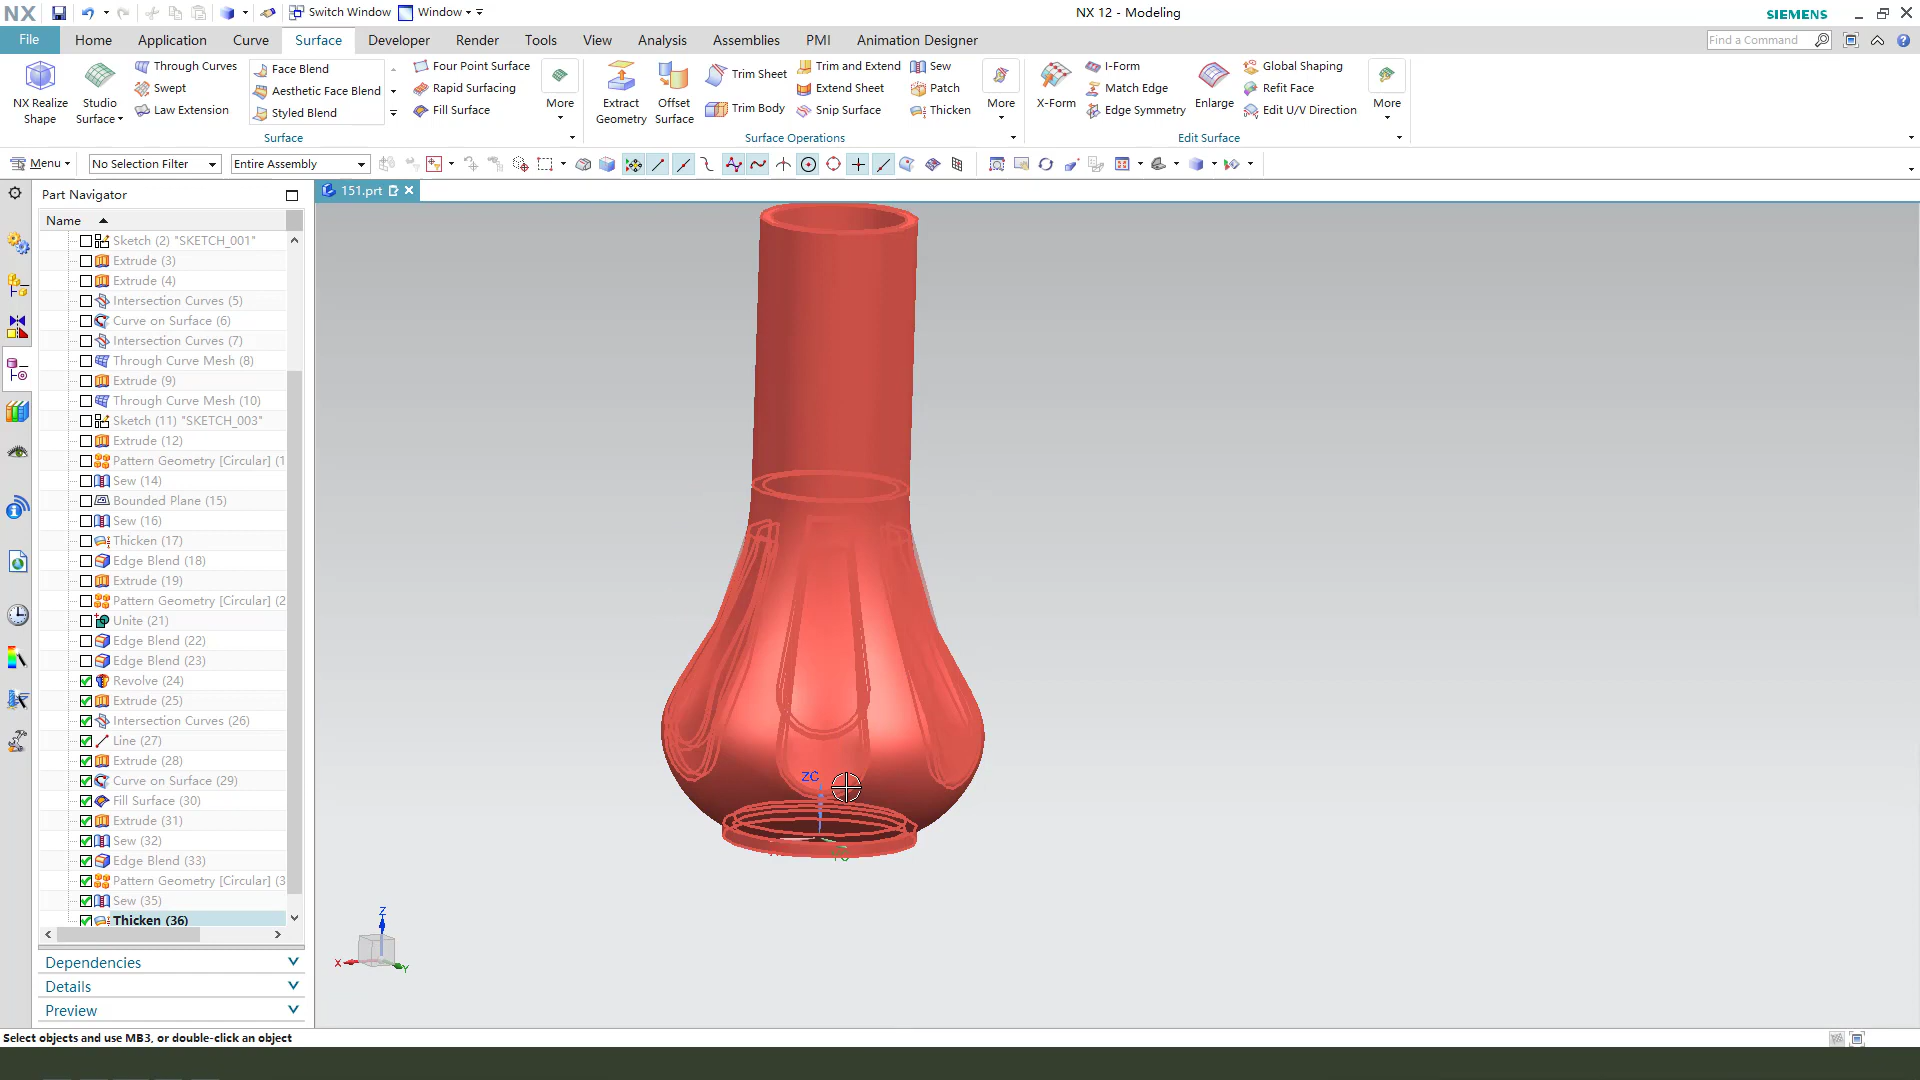 NX
Switch Window
Window
NX 12 - Modeling
SIEMENS
File
Home
Application
Curve
Surface
Developer
Render
Tools
View
Analysis
Assemblies
PMI
Animation Designer
Find a Command
NX Realize
Shape
Studio
Surface
Through Curves
Swept
Law Extension
Face Blend
Aesthetic Face Blend
Styled Blend
Four Point Surface
Rapid Surfacing
Fill Surface
More
Surface
Extract
Geometry
Offset
Surface
Trim Sheet
Trim Body
Trim and Extend
Extend Sheet
Snip Surface
Sew
Patch
Thicken
More
Surface Operations
X-Form
I-Form
Match Edge
Edge Symmetry
Enlarge
Global Shaping
Refit Face
Edit U/V Direction
More
Edit Surface
Menu
No Selection Filter
Entire Assembly
Part Navigator
151.prt
Name
Sketch (2) "SKETCH_001"
Extrude (3)
Extrude (4)
Intersection Curves (5)
Curve on Surface (6)
Intersection Curves (7)
Through Curve Mesh (8)
Extrude (9)
Through Curve Mesh (10)
Sketch (11) "SKETCH_003"
Extrude (12)
Pattern Geometry [Circular] (1
Sew (14)
Bounded Plane (15)
Sew (16)
Thicken (17)
Edge Blend (18)
Extrude (19)
Pattern Geometry [Circular] (2
Unite (21)
Edge Blend (22)
Edge Blend (23)
Revolve (24)
Extrude (25)
Intersection Curves (26)
Line (27)
Extrude (28)
Curve on Surface (29)
Fill Surface (30)
Extrude (31)
Sew (32)
Edge Blend (33)
Pattern Geometry [Circular] (3
Sew (35)
Thicken (36)
Dependencies
Details
Preview
ZC
Z
X
Y
Select objects and use MB3, or double-click an object